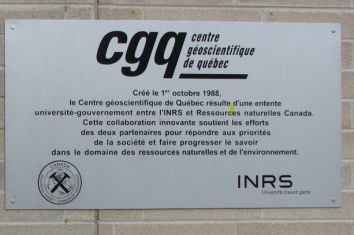 cgq centre
géoscientifique
de québec
Créé le 1er octobre 1988,
le Centre géoscientifique de Québec résulte d'une entente
université-gouvernement entre l'INRS et Ressources naturelles Canada.
Cette collaboration innovante soutient les efforts
des deux partenaires pour répondre aux priorités
de la société et faire progresser le savoir
dans le domaine des ressources naturelles et de l'environnement.
CANADA
INRS
Université d'avant-garde